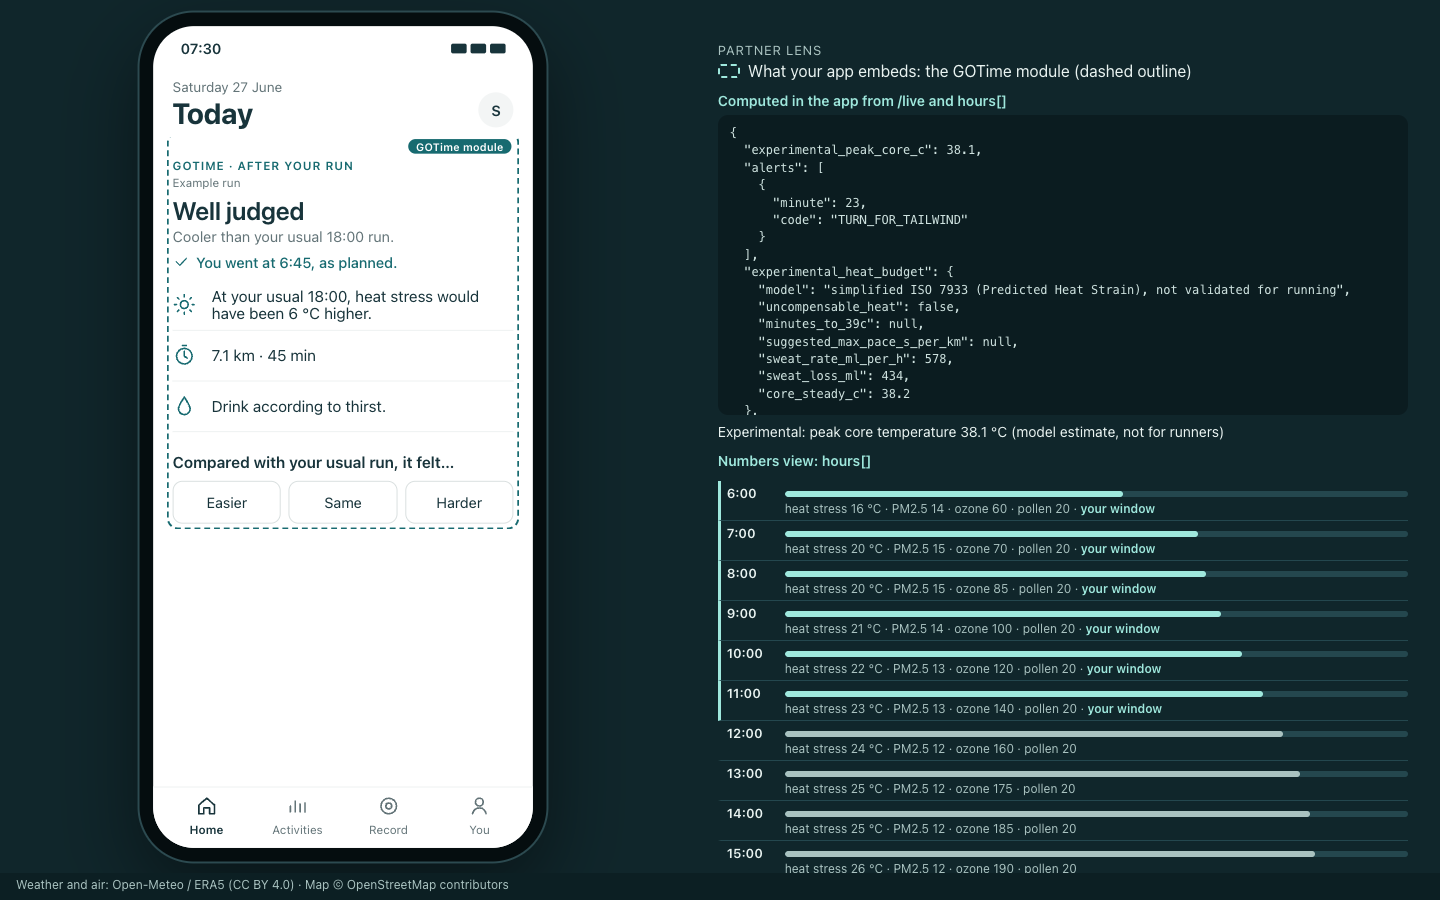 07:30
Saturday 27 June
Today
S
GOTime module
GOTIME · AFTER YOUR RUN
Example run
Well judged
Cooler than your usual 18:00 run.
You went at 6:45, as planned.
At your usual 18:00, heat stress would
have been 6 °C higher.
7.1 km · 45 min
Drink according to thirst.
Compared with your usual run, it felt...
Easier
Same
Harder
Home
Activities
Record
You
PARTNER LENS
What your app embeds: the GOTime module (dashed outline)
Computed in the app from /live and hours[]
{
"experimental_peak_core_c": 38.1,
"alerts": [
{
"minute": 23,
"code": "TURN_FOR_TAILWIND"
}
],
"experimental_heat_budget": {
"model": "simplified ISO 7933 (Predicted Heat Strain), not validated for running",
"uncompensable_heat": false,
"minutes_to_39c": null,
"suggested_max_pace_s_per_km": null,
"sweat_rate_ml_per_h": 578,
"sweat_loss_ml": 434,
"core_steady_c": 38.2
},
Experimental: peak core temperature 38.1 °C (model estimate, not for runners)
Numbers view: hours[]
6:00
heat stress 16 °C · PM2.5 14 · ozone 60 · pollen 20 · your window
7:00
heat stress 20 °C · PM2.5 15 · ozone 70 · pollen 20 · your window
8:00
heat stress 20 °C · PM2.5 15 · ozone 85 · pollen 20 · your window
9:00
heat stress 21 °C · PM2.5 14 · ozone 100 · pollen 20 · your window
10:00
heat stress 22 °C · PM2.5 13 · ozone 120 · pollen 20 · your window
11:00
heat stress 23 °C · PM2.5 13 · ozone 140 · pollen 20 · your window
12:00
heat stress 24 °C · PM2.5 12 · ozone 160 · pollen 20
13:00
heat stress 25 °C · PM2.5 12 · ozone 175 · pollen 20
14:00
heat stress 25 °C · PM2.5 12 · ozone 185 · pollen 20
15:00
heat stress 26 °C · PM2.5 12 · ozone 190 · pollen 20
Weather and air: Open-Meteo / ERA5 (CC BY 4.0) · Map © OpenStreetMap contributors